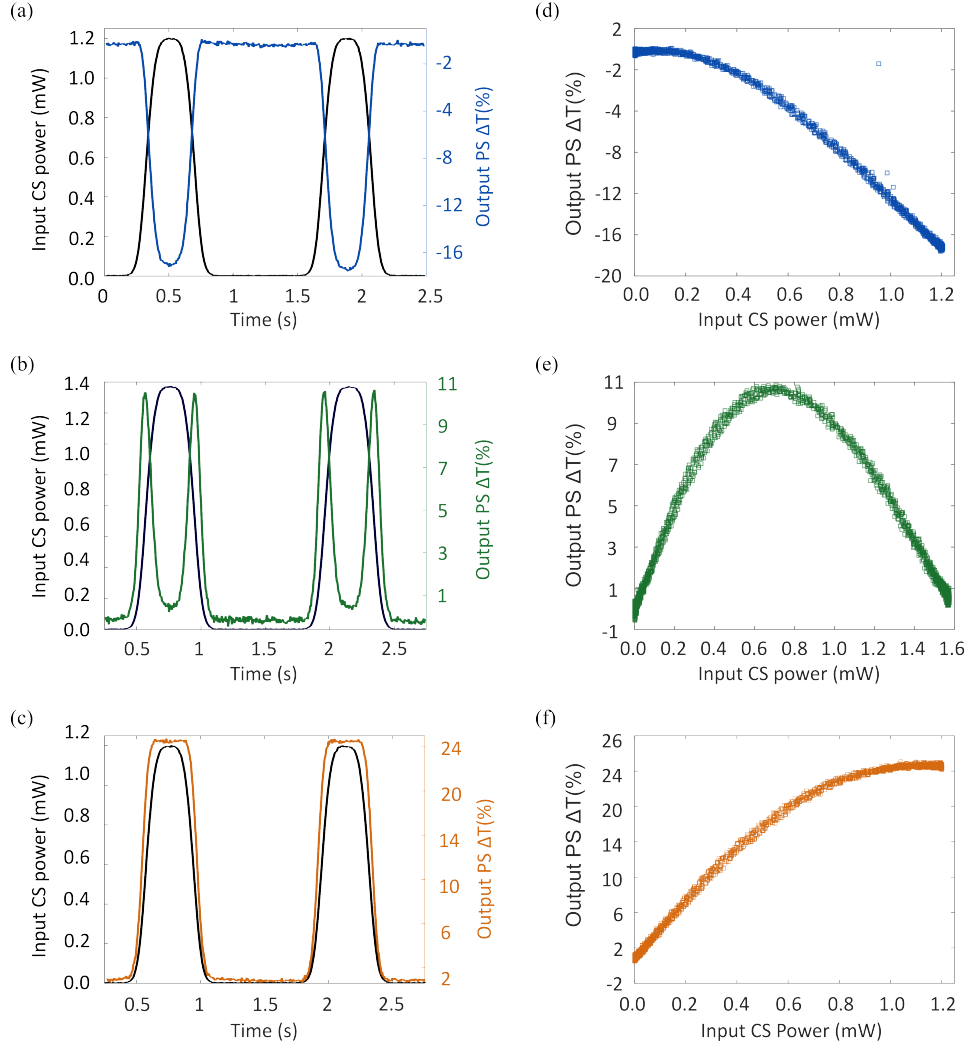 (a)
1.2
1.0
0.8
0.6
0.4
0.2
0.0
Input CS power (mW)
-2
-4
-8
-12
-16
Output PS ΔT(%)
0 0.5 1 1.5 2 2.5
Time (s)
(d)
2
-2
-4
-8
-12
-16
-20
Output PS ΔT(%)
0.0 0.2 0.4 0.6 0.8 1.0 1.2
Input CS power (mW)
(b)
1.4
1.2
1.0
0.8
0.6
0.4
0.2
0.0
Input CS power (mW)
11
9
7
5
3
1
Output PS ΔT(%)
0.5 1 1.5 2 2.5
Time (s)
(e)
11
9
7
5
3
1
-1
Output PS ΔT(%)
0.0 0.2 0.4 0.6 0.8 1.0 1.2 1.4 1.6
Input CS power (mW)
(c)
1.2
1.0
0.8
0.6
0.4
0.2
0.0
Input CS power (mW)
24
20
14
10
6
2
Output PS ΔT(%)
0.5 1 1.5 2 2.5
Time (s)
(f)
26
24
20
14
10
6
2
-2
Output PS ΔT(%)
0.0 0.2 0.4 0.6 0.8 1.0 1.2
Input CS Power (mW)